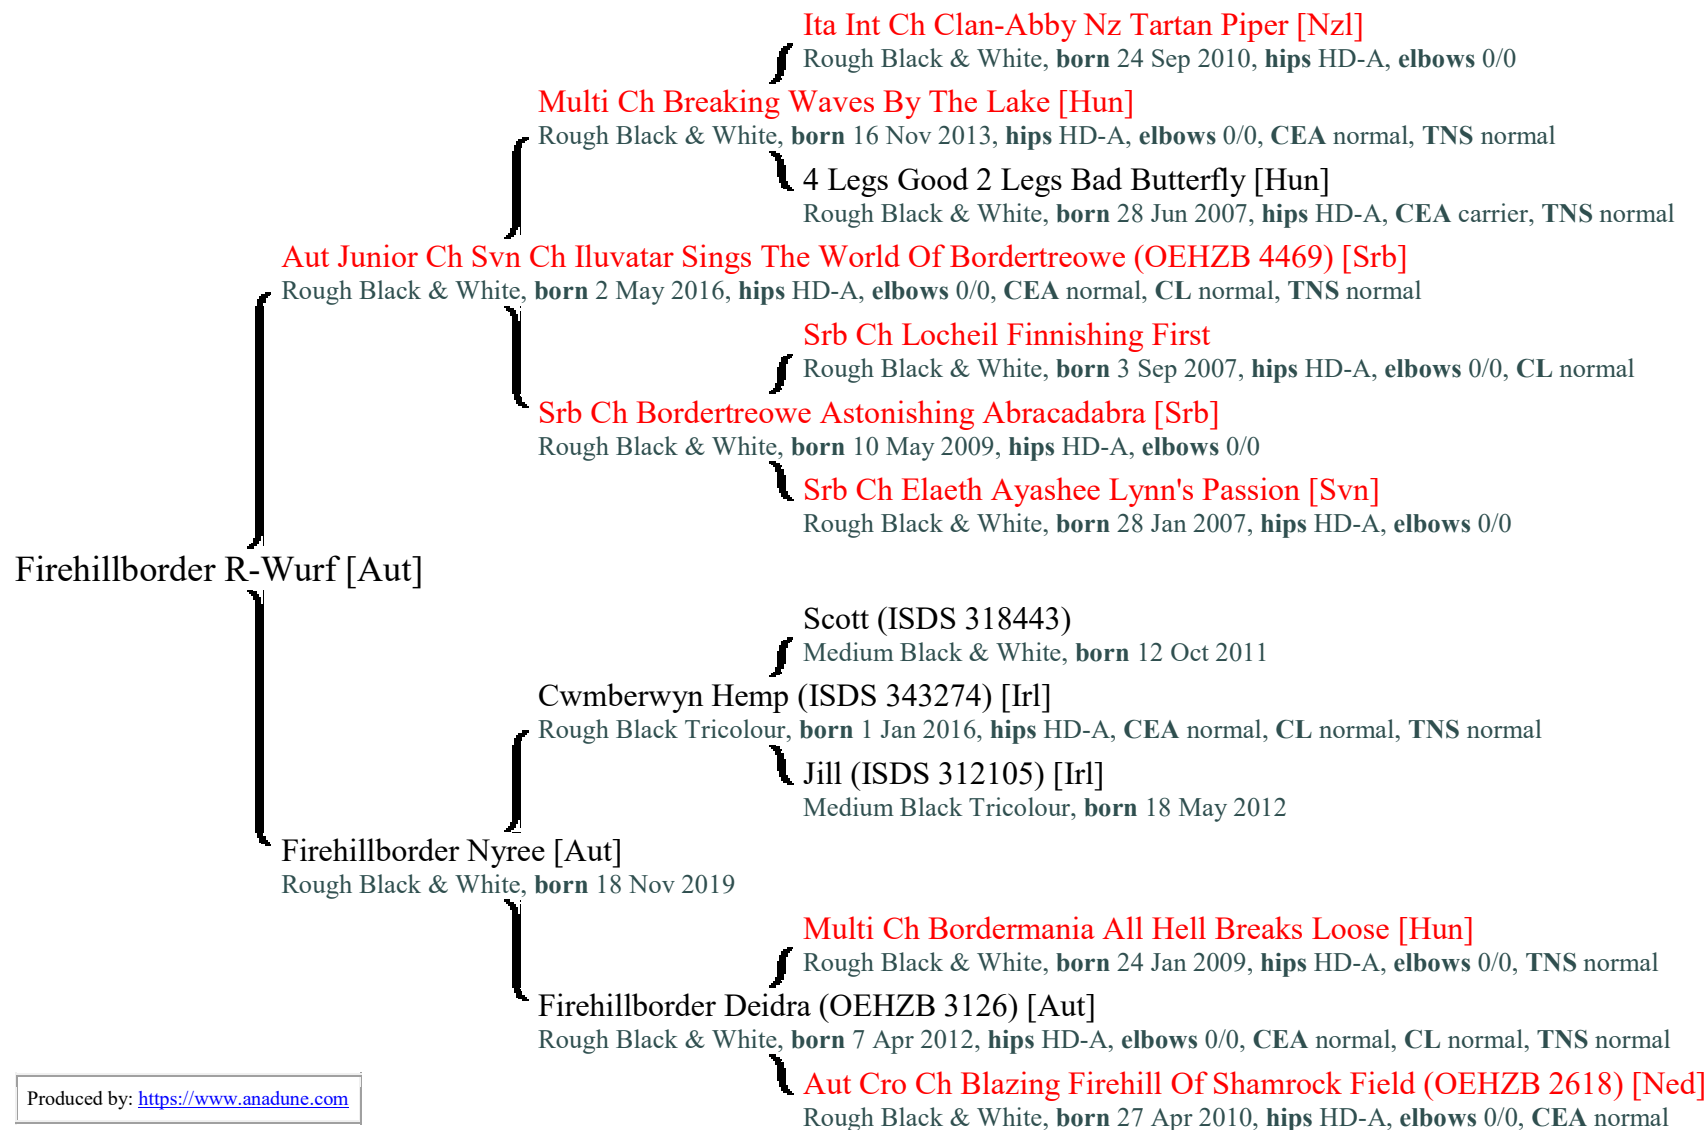 Ita Int Ch Clan-Abby Nz Tartan Piper [Nzl]
Rough Black & White, born 24 Sep 2010, hips HD-A, elbows 0/0
Multi Ch Breaking Waves By The Lake [Hun]
Rough Black & White, born 16 Nov 2013, hips HD-A, elbows 0/0, CEA normal, TNS normal
4 Legs Good 2 Legs Bad Butterfly [Hun]
Rough Black & White, born 28 Jun 2007, hips HD-A, CEA carrier, TNS normal
Aut Junior Ch Svn Ch Iluvatar Sings The World Of Bordertreowe (OEHZB 4469) [Srb]
Rough Black & White, born 2 May 2016, hips HD-A, elbows 0/0, CEA normal, CL normal, TNS normal
Srb Ch Locheil Finnishing First
Rough Black & White, born 3 Sep 2007, hips HD-A, elbows 0/0, CL normal
Srb Ch Bordertreowe Astonishing Abracadabra [Srb]
Rough Black & White, born 10 May 2009, hips HD-A, elbows 0/0
Srb Ch Elaeth Ayashee Lynn's Passion [Svn]
Rough Black & White, born 28 Jan 2007, hips HD-A, elbows 0/0
Firehillborder R-Wurf [Aut]
Scott (ISDS 318443)
Medium Black & White, born 12 Oct 2011
Cwmberwyn Hemp (ISDS 343274) [Irl]
Rough Black Tricolour, born 1 Jan 2016, hips HD-A, CEA normal, CL normal, TNS normal
Jill (ISDS 312105) [Irl]
Medium Black Tricolour, born 18 May 2012
Firehillborder Nyree [Aut]
Rough Black & White, born 18 Nov 2019
Multi Ch Bordermania All Hell Breaks Loose [Hun]
Rough Black & White, born 24 Jan 2009, hips HD-A, elbows 0/0, TNS normal
Firehillborder Deidra (OEHZB 3126) [Aut]
Rough Black & White, born 7 Apr 2012, hips HD-A, elbows 0/0, CEA normal, CL normal, TNS normal
Aut Cro Ch Blazing Firehill Of Shamrock Field (OEHZB 2618) [Ned]
Rough Black & White, born 27 Apr 2010, hips HD-A, elbows 0/0, CEA normal
Produced by: https://www.anadune.com